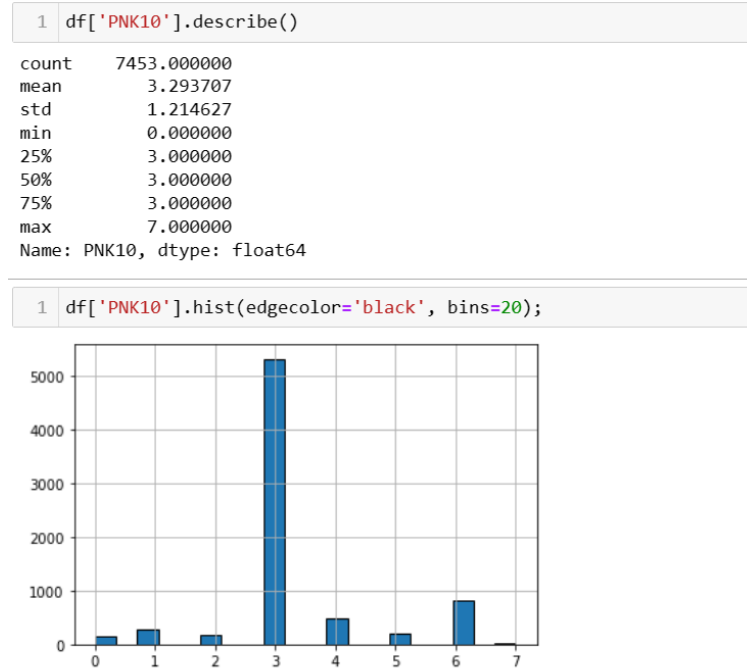 1 df['PNK10'].describe()
count 7453.000000
mean 3.293707
std 1.214627
min 0.000000
25% 3.000000
50% 3.000000
75% 3.000000
max 7.000000
Name: PNK10, dtype: float64
1 df['PNK10'].hist(edgecolor='black', bins=20);
5000
4000
3000
2000
1000
0
0 1 2 3 4 5 6 7